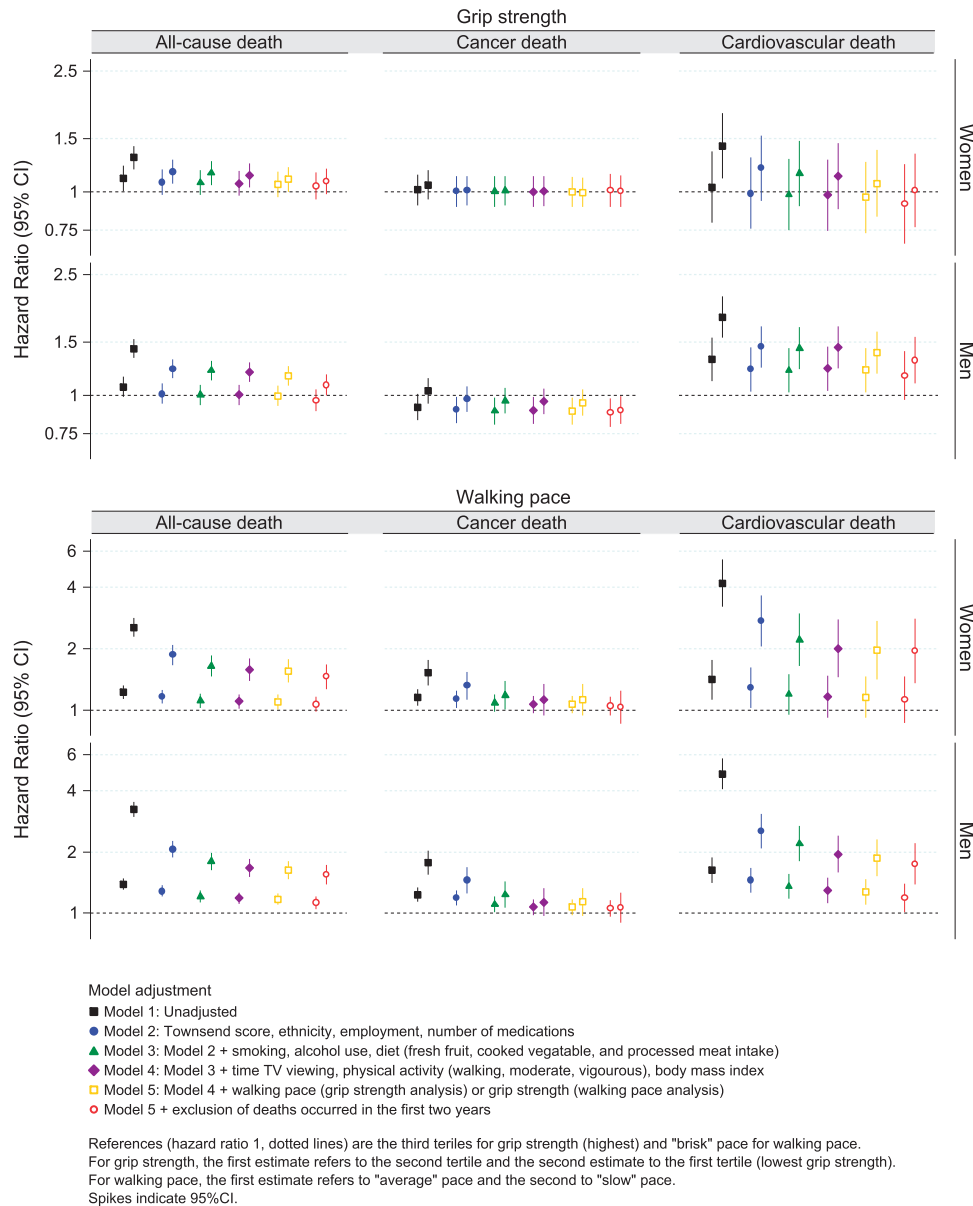 Grip strength
All-cause death
Cancer death
Cardiovascular death
2.5
1.5
1
0.75
Women
Hazard Ratio (95% CI)
2.5
1.5
1
0.75
Men
Walking pace
All-cause death
Cancer death
Cardiovascular death
6
4
2
1
Women
Hazard Ratio (95% CI)
6
4
2
1
Men
Model adjustment
Model 1: Unadjusted
Model 2: Townsend score, ethnicity, employment, number of medications
Model 3: Model 2 + smoking, alcohol use, diet (fresh fruit, cooked vegatable, and processed meat intake)
Model 4: Model 3 + time TV viewing, physical activity (walking, moderate, vigourous), body mass index
Model 5: Model 4 + walking pace (grip strength analysis) or grip strength (walking pace analysis)
Model 5 + exclusion of deaths occurred in the first two years
References (hazard ratio 1, dotted lines) are the third teriles for grip strength (highest) and "brisk" pace for walking pace.
For grip strength, the first estimate refers to the second tertile and the second estimate to the first tertile (lowest grip strength).
For walking pace, the first estimate refers to "average" pace and the second to "slow" pace.
Spikes indicate 95%CI.